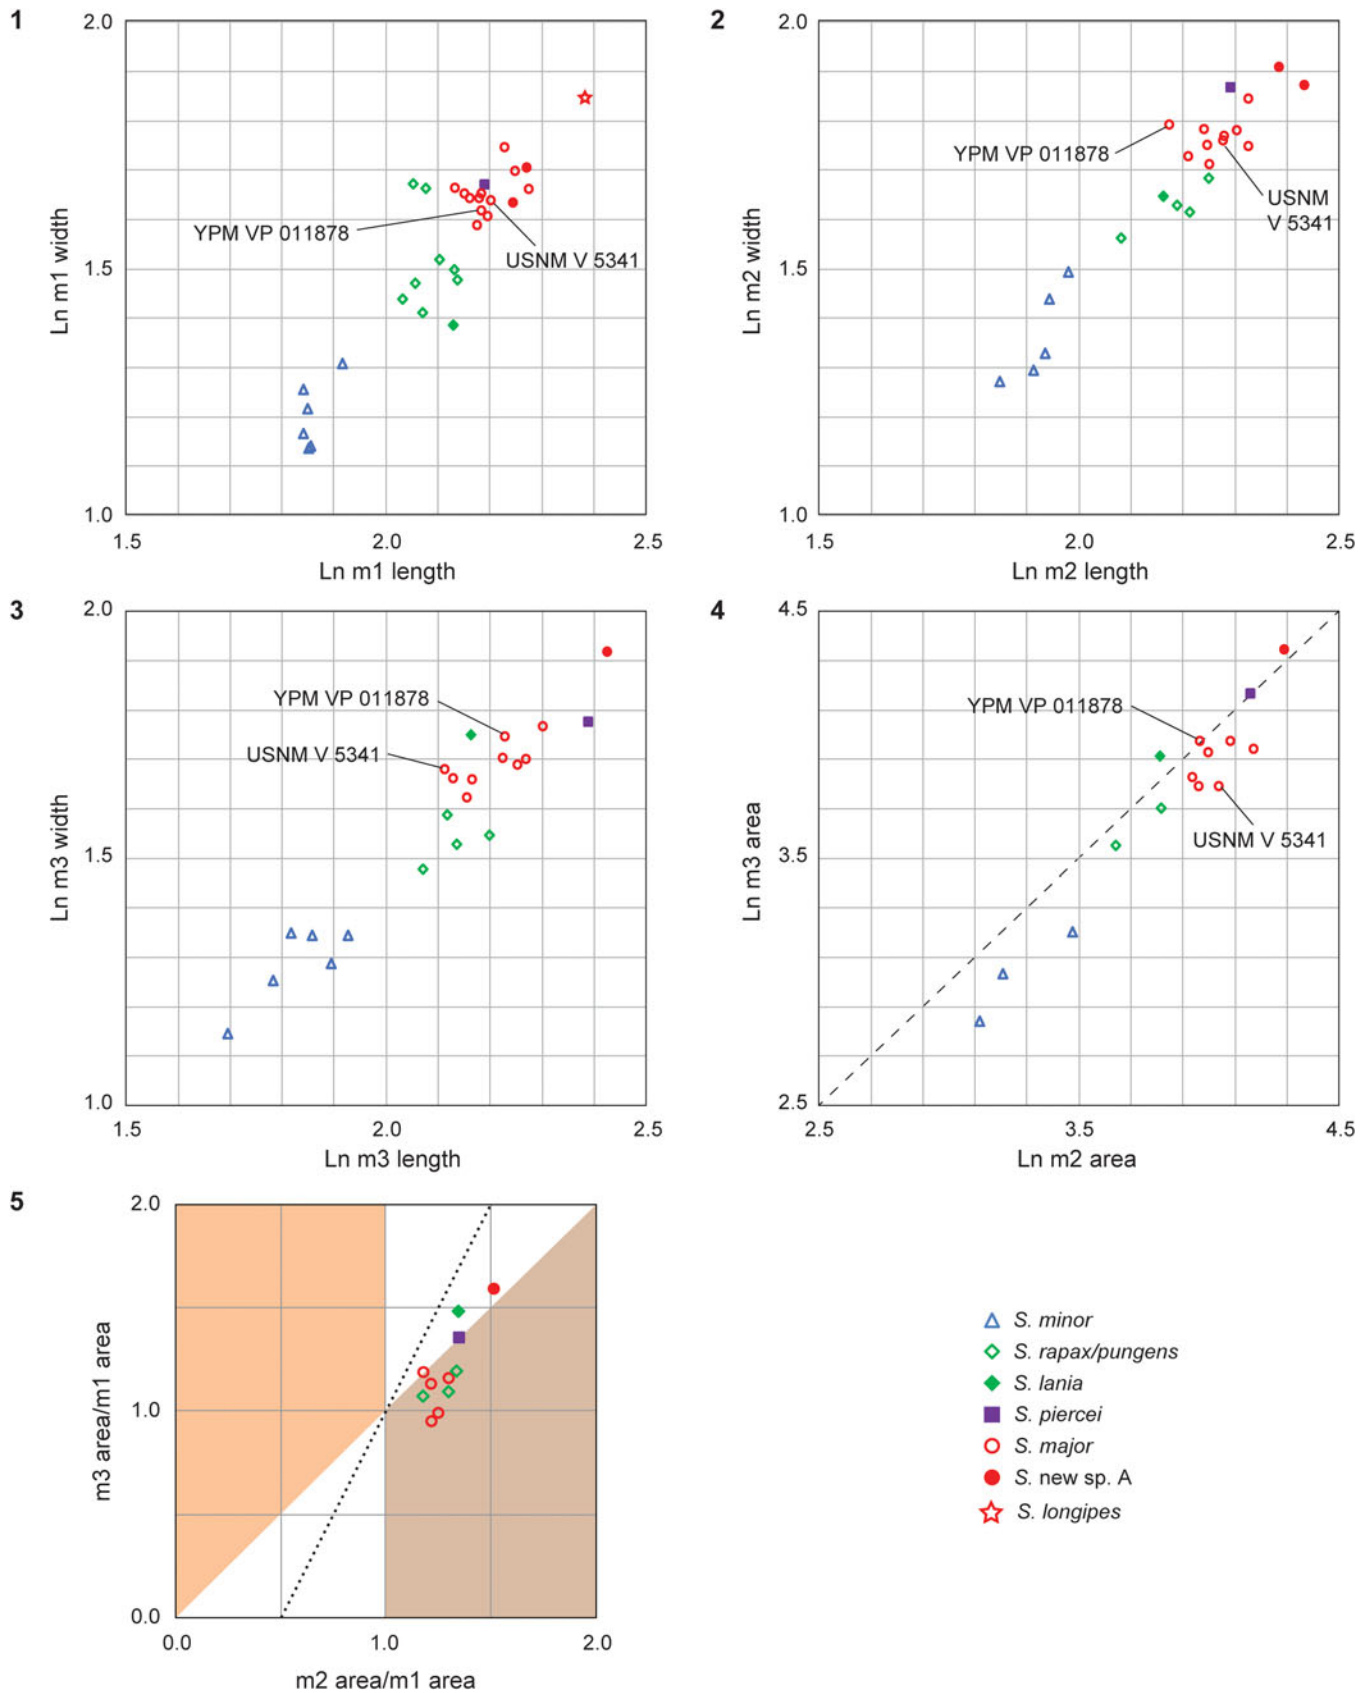 1
2.0
YPM VP 011878
USNM V 5341
1.5
Ln m1 width
1.0
1.5
2.0
2.5
Ln m1 length
2
2.0
YPM VP 011878
USNM
V 5341
1.5
Ln m2 width
1.0
1.5
2.0
2.5
Ln m2 length
3
2.0
YPM VP 011878
USNM V 5341
1.5
Ln m3 width
1.0
1.5
2.0
2.5
Ln m3 length
4
4.5
YPM VP 011878
USNM V 5341
3.5
Ln m3 area
2.5
2.5
3.5
4.5
Ln m2 area
5
2.0
1.0
m3 area/m1 area
0.0
0.0
1.0
2.0
m2 area/m1 area
S. minor
S. rapax/pungens
S. lania
S. piercei
S. major
S. new sp. A
S. longipes